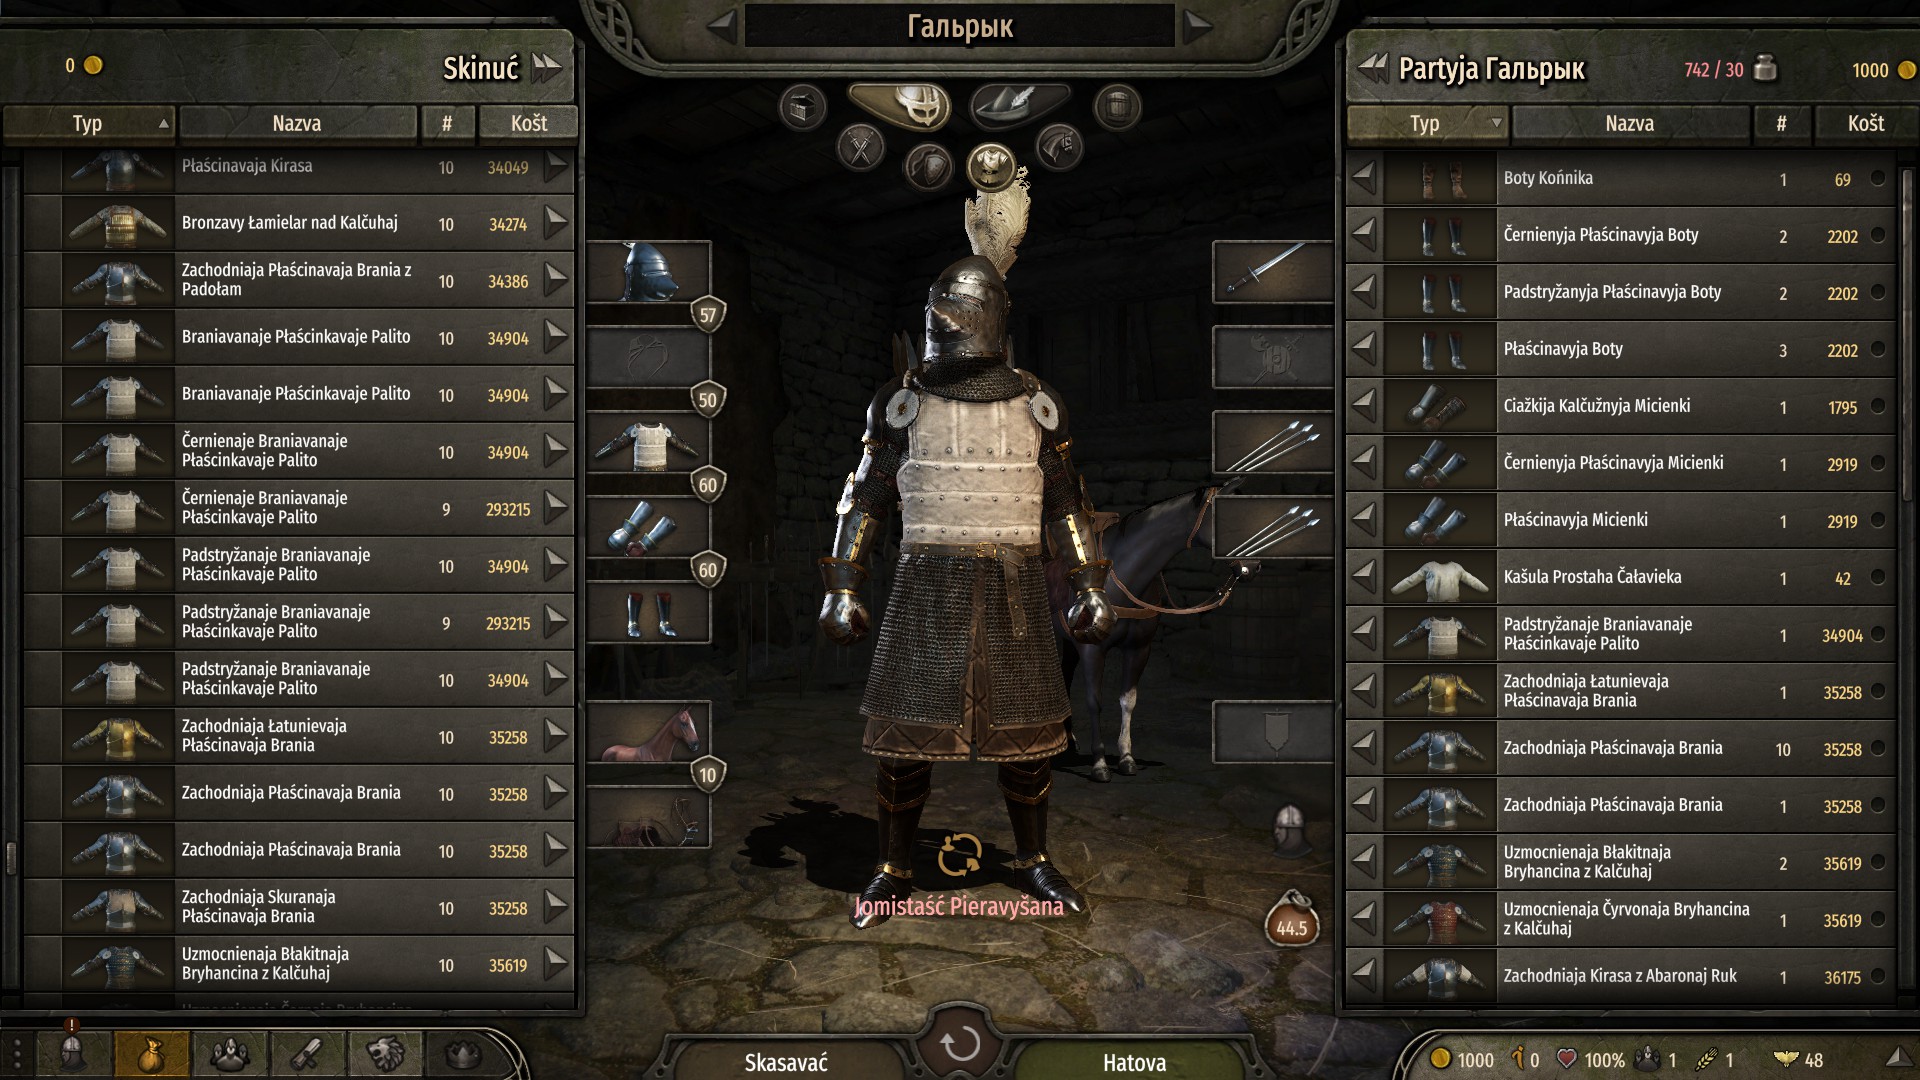 Гальрык
0
Skinuć
Typ
Nazva
#
Košt
Płaścinavaja Kirasa
10
34049
Bronzavy Łamielar nad Kalčuhaj
10
34274
Zachodniaja Płaścinavaja Brania z
Padołam
10
34386
Braniavanaje Płaścinkavaje Palito
10
34904
Braniavanaje Płaścinkavaje Palito
10
34904
Černienaje Braniavanaje
Płaścinkavaje Palito
10
34904
Černienaje Braniavanaje
Płaścinkavaje Palito
9
293215
Padstryžanaje Braniavanaje
Płaścinkavaje Palito
10
34904
Padstryžanaje Braniavanaje
Płaścinkavaje Palito
9
293215
Padstryžanaje Braniavanaje
Płaścinkavaje Palito
10
34904
Zachodniaja Łatunievaja
Płaścinavaja Brania
10
35258
Zachodniaja Płaścinavaja Brania
10
35258
Zachodniaja Płaścinavaja Brania
10
35258
Zachodniaja Skuranaja
Płaścinavaja Brania
10
35258
Uzmocnienaja Błakitnaja
Bryhancina z Kalčuhaj
10
35619
57
50
60
60
10
Jomistaść Pieravyšana
44.5
Partyja Гальрык
742 / 30
1000
Typ
Nazva
#
Košt
Boty Końnika
1
69
Černienyja Płaścinavyja Boty
2
2202
Padstryžanyja Płaścinavyja Boty
2
2202
Płaścinavyja Boty
3
2202
Ciažkija Kalčužnyja Micienki
1
1795
Černienyja Płaścinavyja Micienki
1
2919
Płaścinavyja Micienki
1
2919
Kašula Prostaha Čałavieka
1
42
Padstryžanaje Braniavanaje
Płaścinkavaje Palito
1
34904
Zachodniaja Łatunievaja
Płaścinavaja Brania
1
35258
Zachodniaja Płaścinavaja Brania
10
35258
Zachodniaja Płaścinavaja Brania
1
35258
Uzmocnienaja Błakitnaja
Bryhancina z Kalčuhaj
2
35619
Uzmocnienaja Čyrvonaja Bryhancina
z Kalčuhaj
1
35619
Zachodniaja Kirasa z Abaronaj Ruk
1
36175
!
Skasavać
Hatova
1000
0
100%
1
1
48